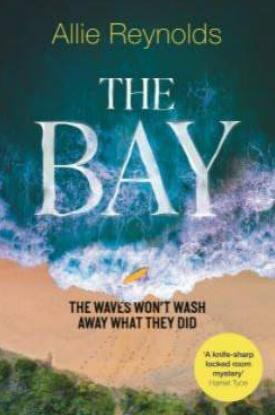 Allie Reynolds
THE
BAY
THE WAVES WON'T WASH
AWAY WHAT THEY DID
'A knife-sharp
locked room
mystery'
Harriet Tyce